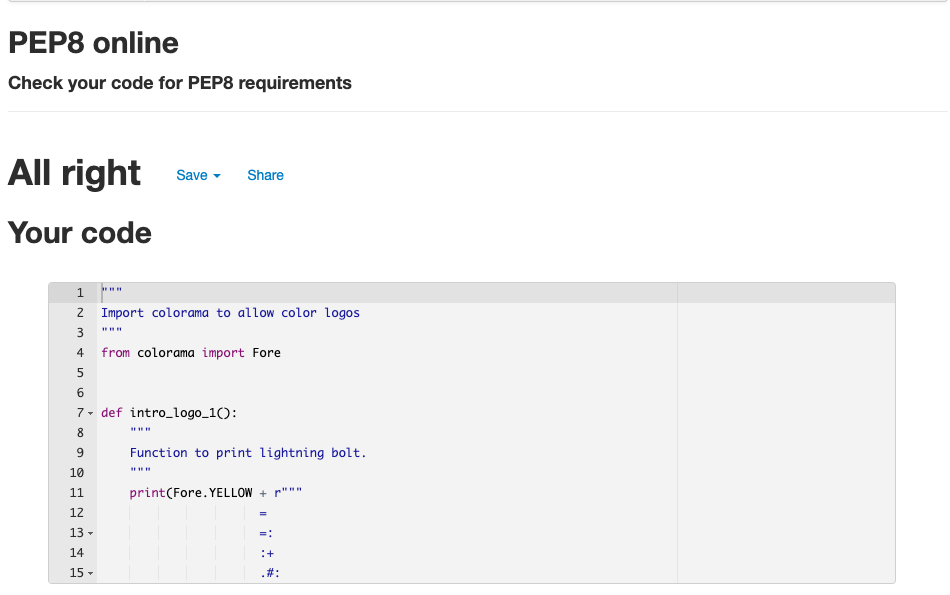 PEP8 online
Check your code for PEP8 requirements
All right Save Share
Your code
1 """
2 Import colorama to allow color logos
3 """
4 from colorama import Fore
5
6
7 def intro_logo_1():
8     """
9     Function to print lightning bolt.
10     """
11     print(Fore.YELLOW + r"""
12                       =
13                       =:
14                       :+
15                       .#: